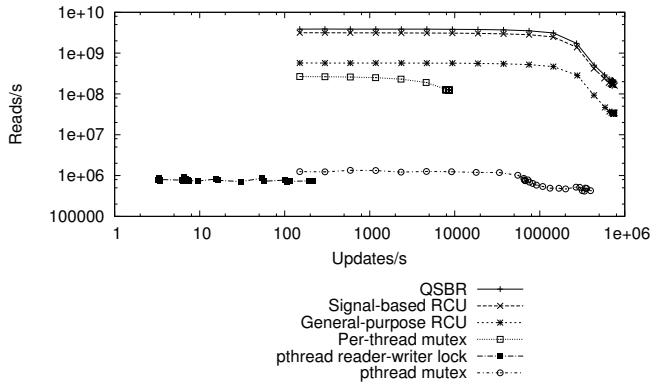 1e+10
1e+09
1e+08
1e+07
1e+06
100000
Reads/s
1 10 100 1000 10000 100000 1e+06
Updates/s
QSBR
Signal-based RCU
General-purpose RCU
Per-thread mutex
pthread reader-writer lock
pthread mutex